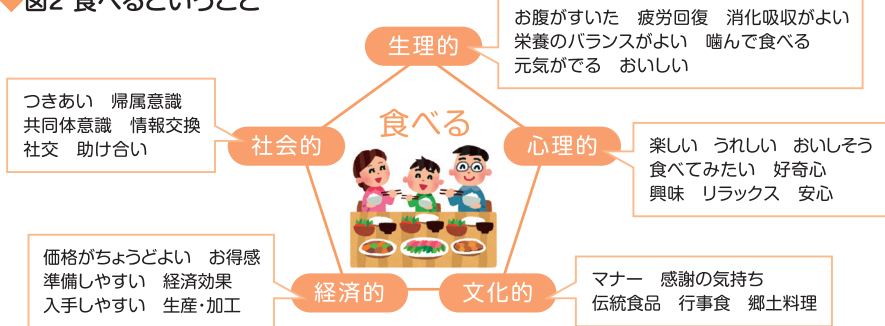 ◆図2 食べるということ
生理的
お腹がすいた　疲労回復　消化吸収がよい
栄養のバランスがよい　噛んで食べる
元気がでる　おいしい
つきあい　帰属意識
共同体意識　情報交換
社交　助け合い
社会的
食べる
心理的
楽しい　うれしい　おいしそう
食べてみたい　好奇心
興味　リラックス　安心
価格がちょうどよい　お得感
準備しやすい　経済効果
入手しやすい　生産・加工
経済的
文化的
マナー　感謝の気持ち
伝統食品　行事食　郷土料理